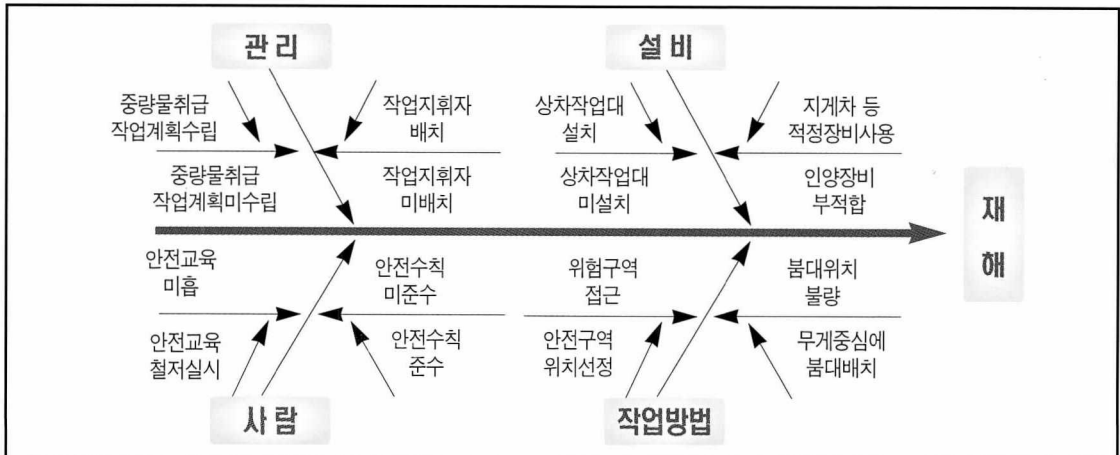 관 리
설 비
중량물취급
작업계획수립
작업지휘자
배치
상차작업대
설치
지게차 등
적정장비사용
중량물취급
작업계획미수립
작업지휘자
미배치
상차작업대
미설치
인양장비
부적합
재
해
안전교육
미흡
안전수칙
미준수
위험구역
접근
붐대위치
불량
안전교육
철저실시
안전수칙
준수
안전구역
위치선정
무게중심에
붐대배치
사 람
작업방법